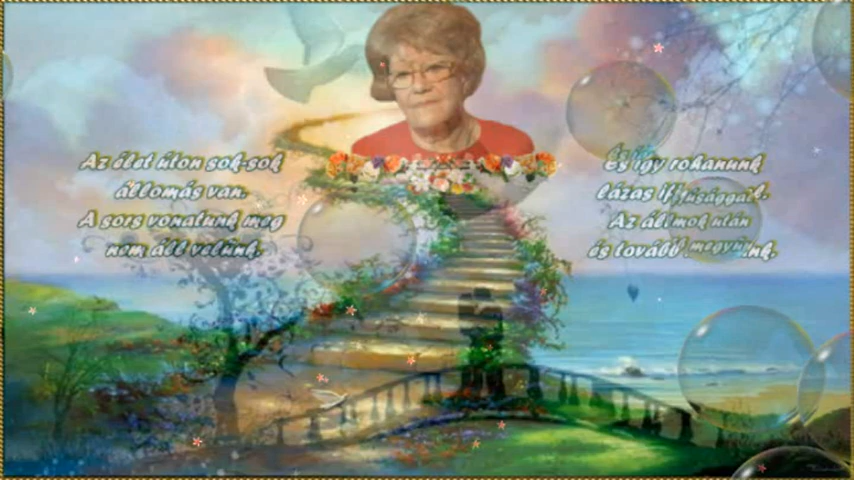 Az élet úton sok-sok
állomás van.
A sors vonatunk meg
nem áll velünk.
És így rohanunk
lázas ifjúsággal.
Az álmok után
és tovább megyünk.